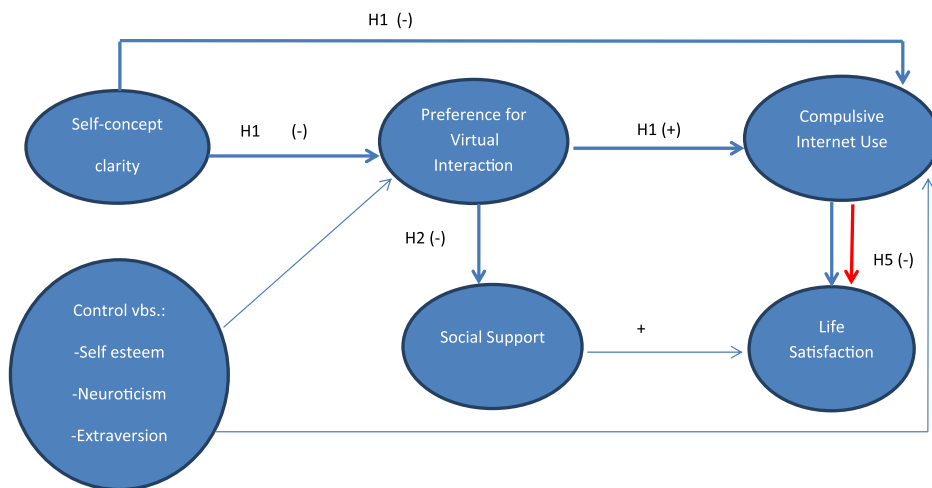 H1 (-)
Self-concept
clarity
H1 (-)
Preference for
Virtual
Interaction
H1 (+)
Compulsive
Internet Use
H2 (-)
H5 (-)
Control vbs.:
-Self esteem
-Neuroticism
-Extraversion
Social Support
+
Life
Satisfaction